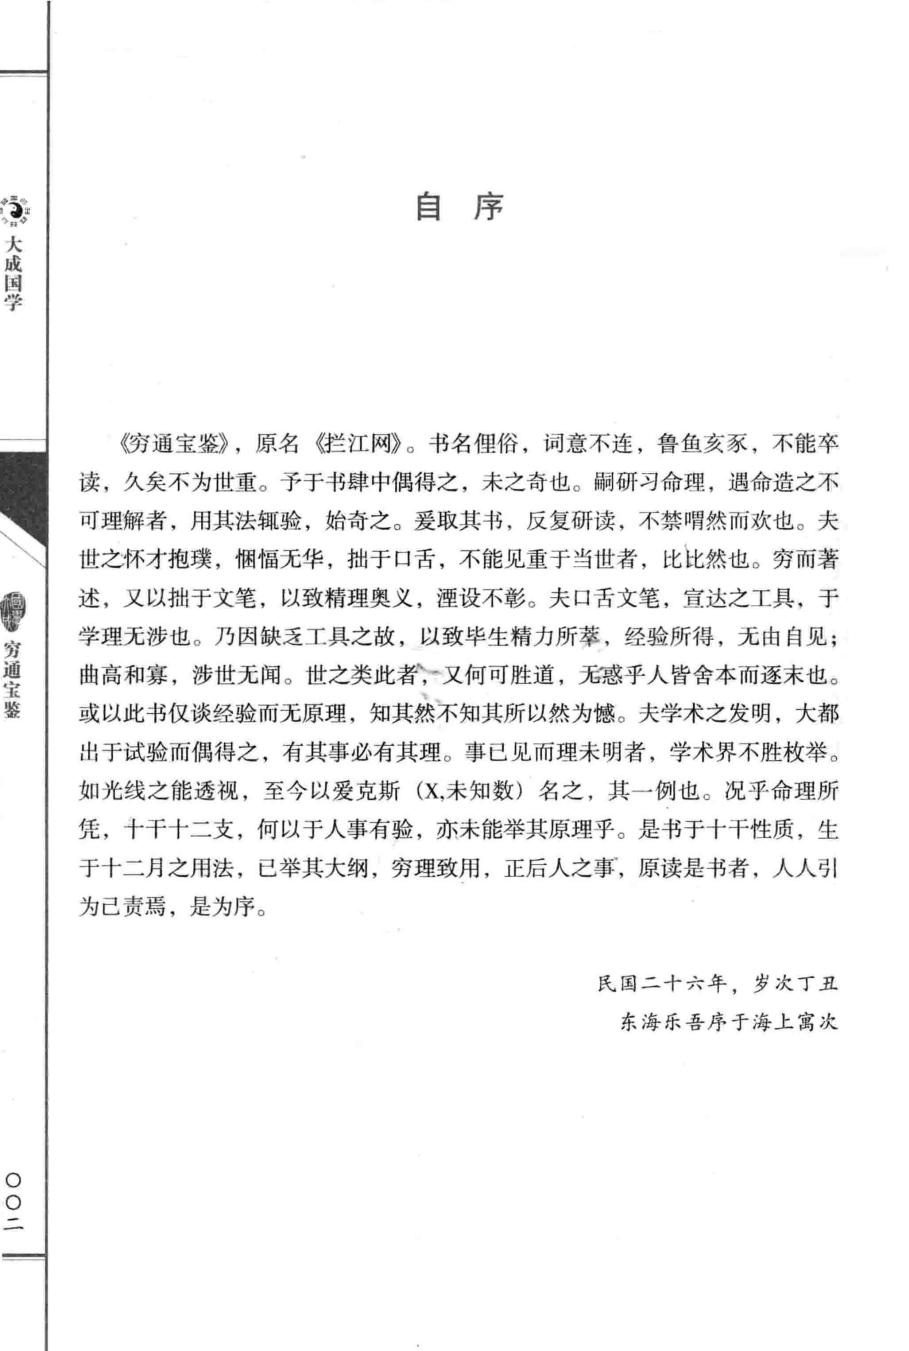 自 序
《穷通宝鉴》，原名《拦江网》。书名俚俗，词意不连，鲁鱼亥豕，不能卒
读，久矣不为世重。予于书肆中偶得之，未之奇也。嗣研习命理，遇命造之不
可理解者，用其法辄验，始奇之。爰取其书，反复研读，不禁喟然而欢也。夫
世之怀才抱璞，悃愊无华，拙于口舌，不能见重于当世者，比比然也。穷而著
述，又以拙于文笔，以致精理奥义，湮设不彰。夫口舌文笔，宣达之工具，于
学理无涉也。乃因缺乏工具之故，以致毕生精力所萃，经验所得，无由自见；
曲高和寡，涉世无闻。世之类此者，又何可胜道，无惑乎人皆舍本而逐末也。
或以此书仅谈经验而无原理，知其然不知其所以然为憾。夫学术之发明，大都
出于试验而偶得之，有其事必有其理。事已见而理未明者，学术界不胜枚举。
如光线之能透视，至今以爱克斯（X,未知数）名之，其一例也。况乎命理所
凭，十干十二支，何以于人事有验，亦未能举其原理乎。是书于十干性质，生
于十二月之用法，已举其大纲，穷理致用，正后人之事，原读是书者，人人引
为己责焉，是为序。
民国二十六年，岁次丁丑
东海乐吾序于海上寓次
大成国学
穷通宝鉴
〇〇二